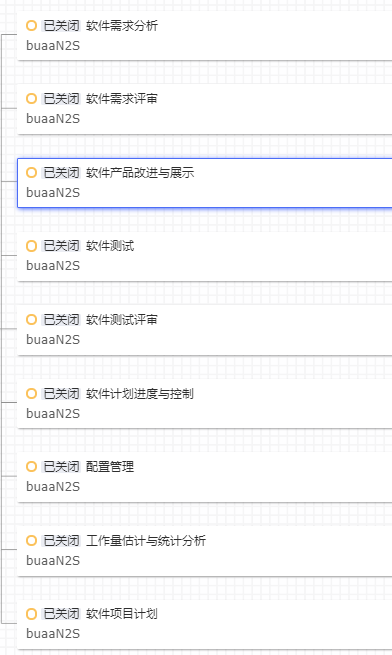 已关闭 软件需求分析
buaaN2S
已关闭 软件需求评审
buaaN2S
已关闭 软件产品改进与展示
buaaN2S
已关闭 软件测试
buaaN2S
已关闭 软件测试评审
buaaN2S
已关闭 软件计划进度与控制
buaaN2S
已关闭 配置管理
buaaN2S
已关闭 工作量估计与统计分析
buaaN2S
已关闭 软件项目计划
buaaN2S